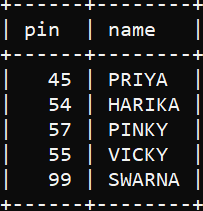 +------+--------+
| pin  | name   |
+------+--------+
|   45 | PRIYA  |
|   54 | HARIKA |
|   57 | PINKY  |
|   55 | VICKY  |
|   99 | SWARNA |
+------+--------+